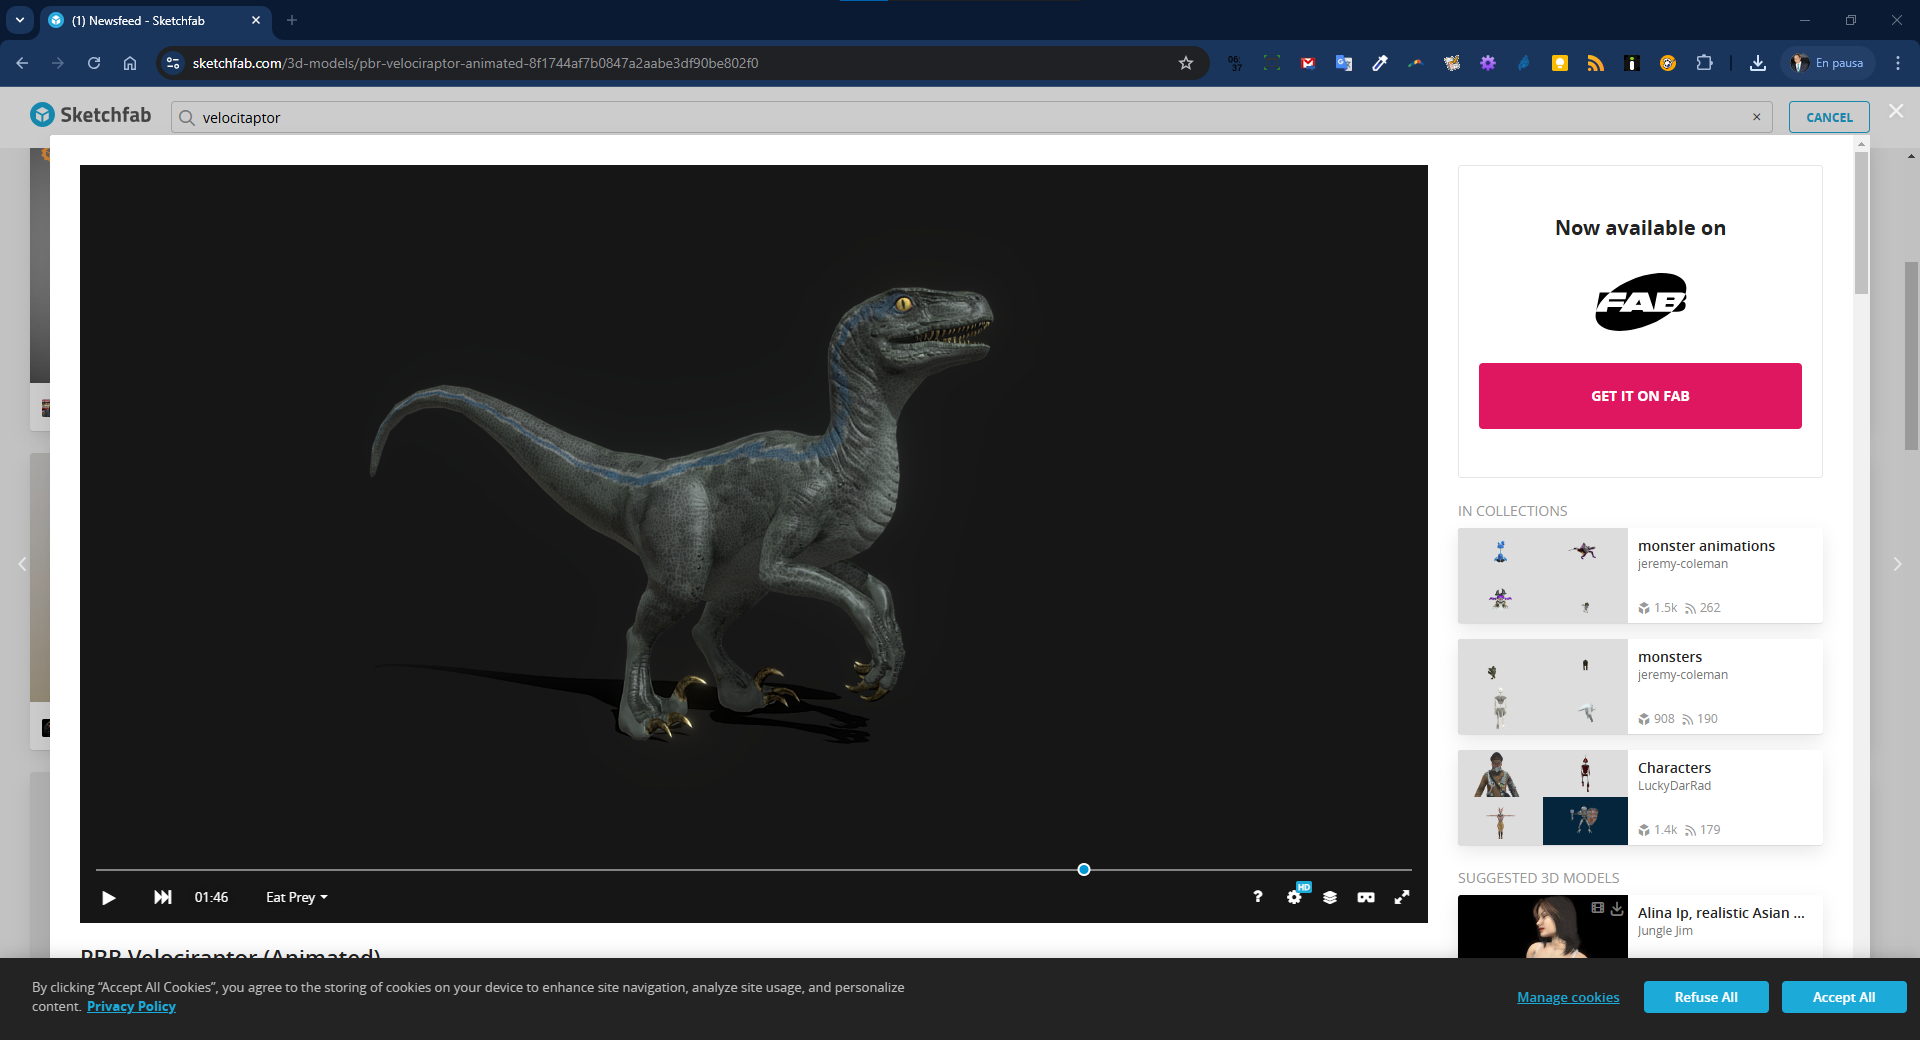 (1) Newsfeed - Sketchfab
sketchfab.com/3d-models/pbr-velociraptor-animated-8f1744af7b0847a2aabe3df90be802f0
06:
37
En pausa
Sketchfab
velocitaptor
CANCEL
Now available on
FAB
GET IT ON FAB
IN COLLECTIONS
monster animations
jeremy-coleman
1.5k 262
monsters
jeremy-coleman
908 190
Characters
LuckyDarRad
1.4k 179
SUGGESTED 3D MODELS
Alina Ip, realistic Asian ...
Jungle Jim
01:46 Eat Prey
? HD
PBR Velociraptor (Animated)
By clicking “Accept All Cookies”, you agree to the storing of cookies on your device to enhance site navigation, analyze site usage, and personalize
content. Privacy Policy
Manage cookies
Refuse All
Accept All